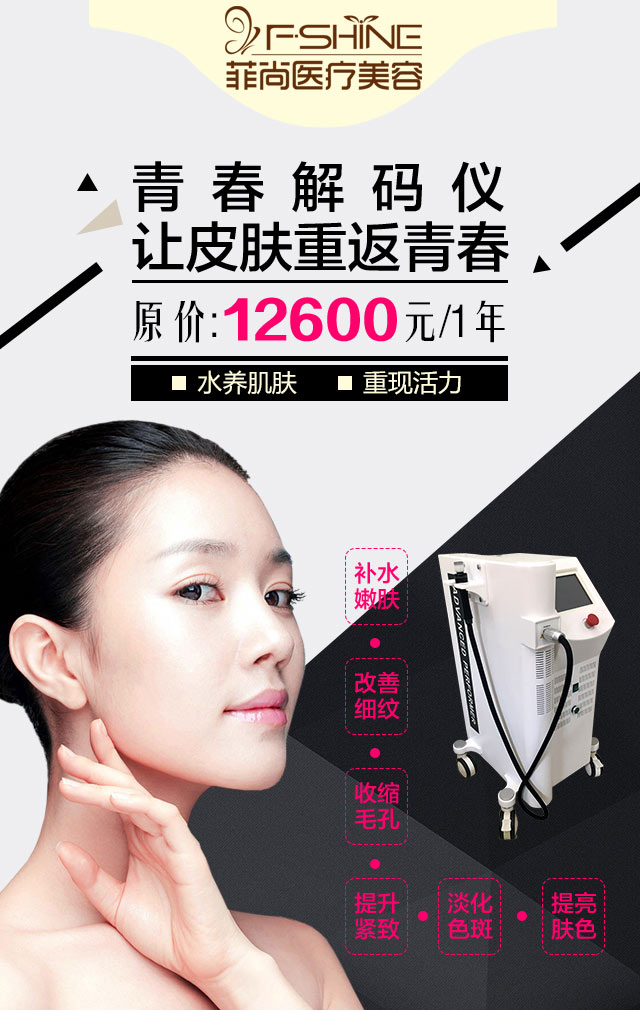 F·SHINE
菲尚医疗美容
青春解码仪
让皮肤重返青春
原价:12600元/1年
水养肌肤 重现活力
补水
嫩肤
改善
细纹
收缩
毛孔
提升
紧致
淡化
色斑
提亮
肤色
ADVANCED PERFORMER